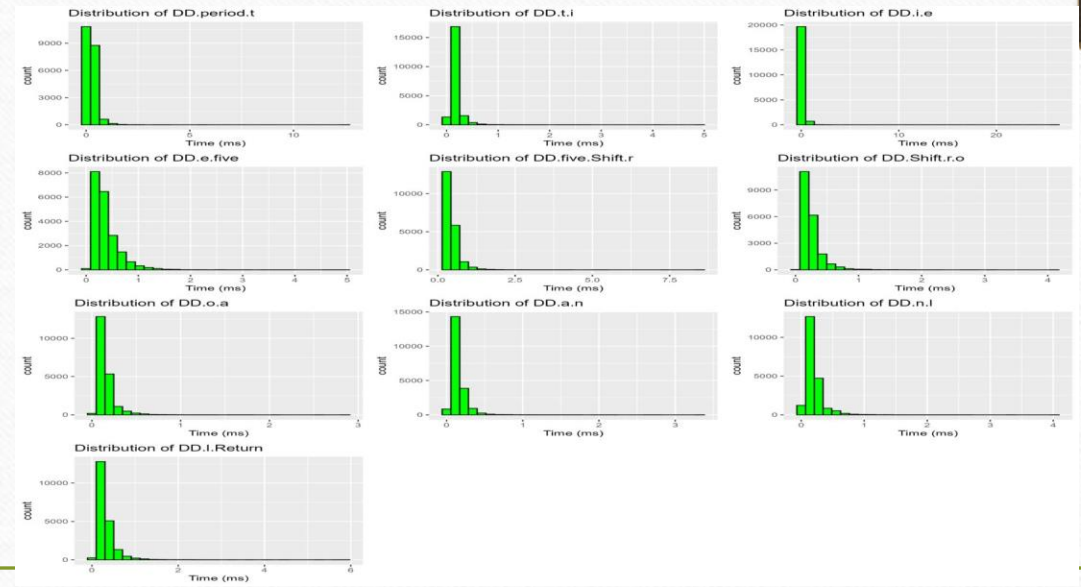 Distribution of DD.period.t
count
9000
6000
3000
0
0 5 10
Time (ms)
Distribution of DD.t.i
count
15000
10000
5000
0
0 1 2 3 4 5
Time (ms)
Distribution of DD.i.e
count
20000
15000
10000
5000
0
0 10 20
Time (ms)
Distribution of DD.e.five
count
8000
6000
4000
2000
0
0 1 2 3 4 5
Time (ms)
Distribution of DD.five.Shift.r
count
10000
5000
0
0.0 2.5 5.0 7.5
Time (ms)
Distribution of DD.Shift.r.o
count
9000
6000
3000
0
0 1 2 3 4
Time (ms)
Distribution of DD.o.a
count
10000
5000
0
0 1 2 3
Time (ms)
Distribution of DD.a.n
count
15000
10000
5000
0
0 1 2 3
Time (ms)
Distribution of DD.n.l
count
10000
5000
0
0 1 2 3 4
Time (ms)
Distribution of DD.l.Return
count
10000
5000
0
0 2 4 6
Time (ms)